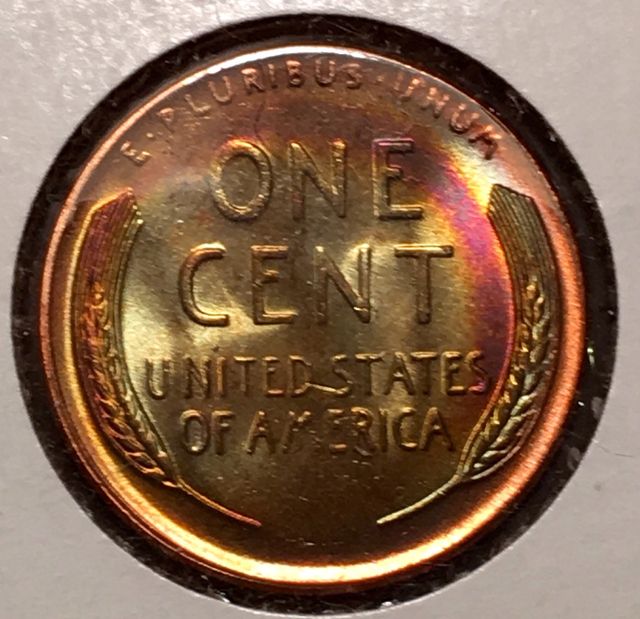 E·PLURIBUS·UNUM
ONE
CENT
UNITED STATES
OF AMERICA